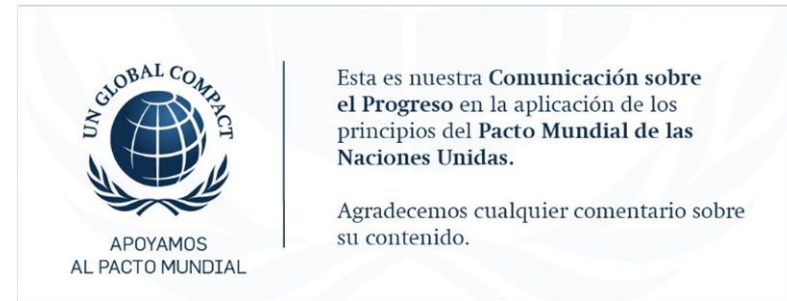 UN GLOBAL COMPACT
APOYAMOS
AL PACTO MUNDIAL
Esta es nuestra Comunicación sobre
el Progreso en la aplicación de los
principios del Pacto Mundial de las
Naciones Unidas.
Agradecemos cualquier comentario sobre
su contenido.